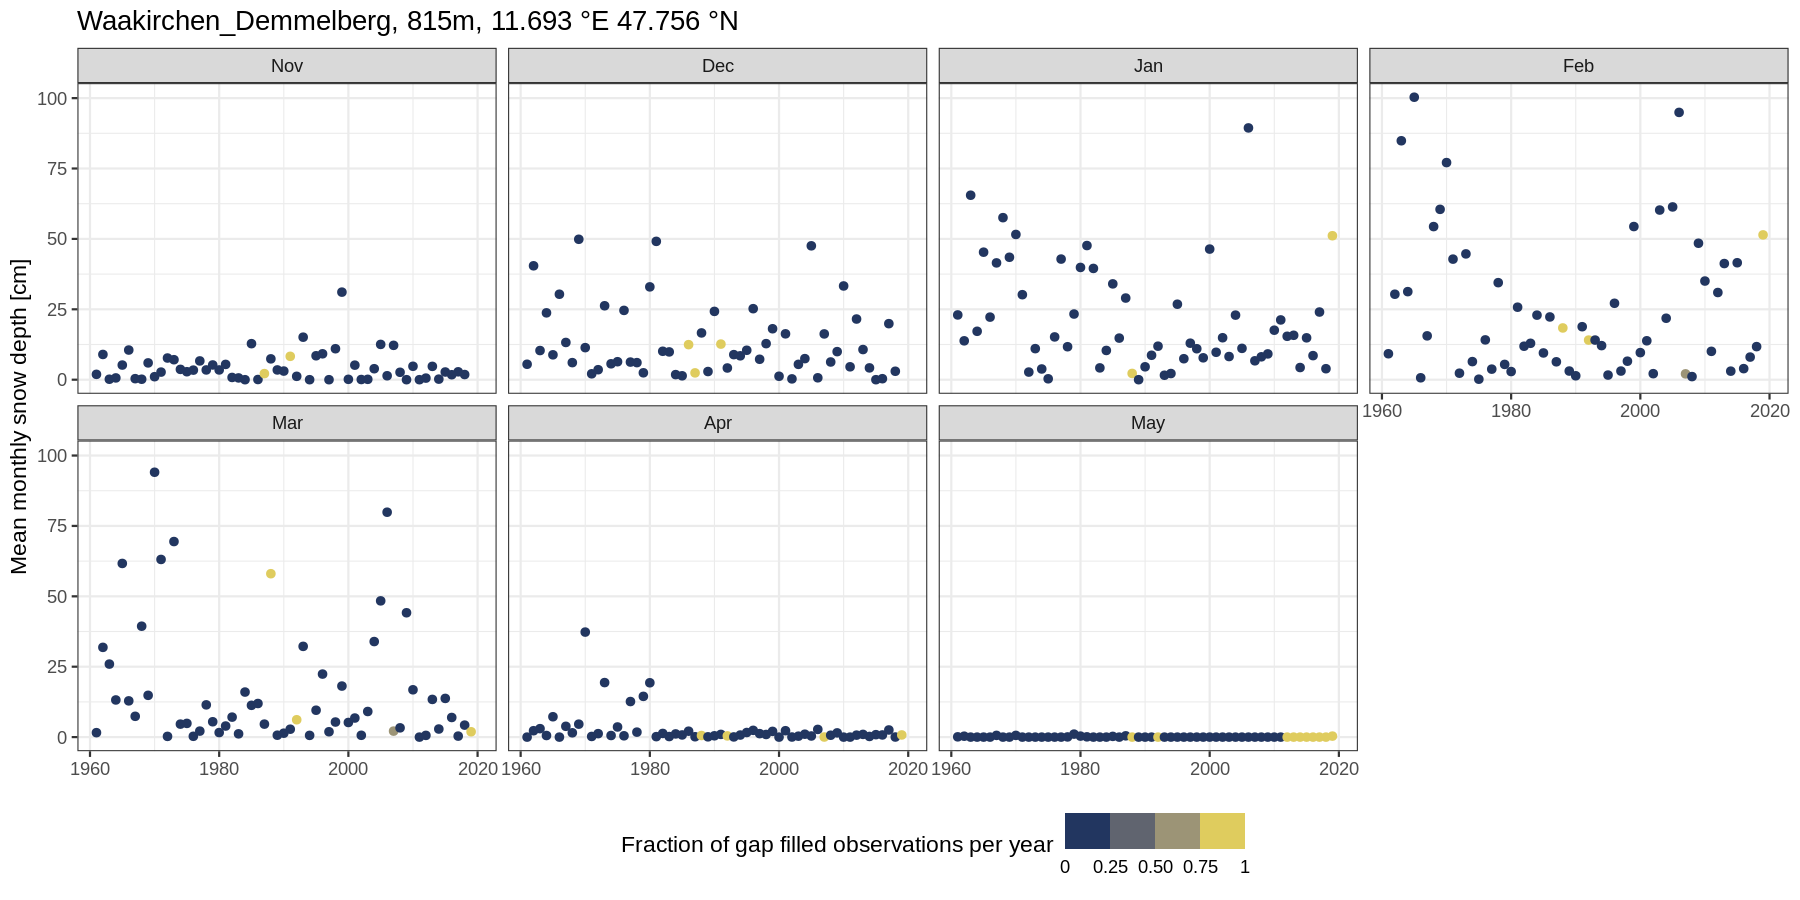 Waakirchen_Demmelberg, 815m, 11.693 °E 47.756 °N
Nov Dec Jan Feb
100
75
50
25
0
1960 1980 2000 2020
Mar Apr May
100
75
50
25
0
1960 1980 2000 2020 1960 1980 2000 2020 1960 1980 2000 2020
Mean monthly snow depth [cm]
Fraction of gap filled observations per year
0 0.25 0.50 0.75 1